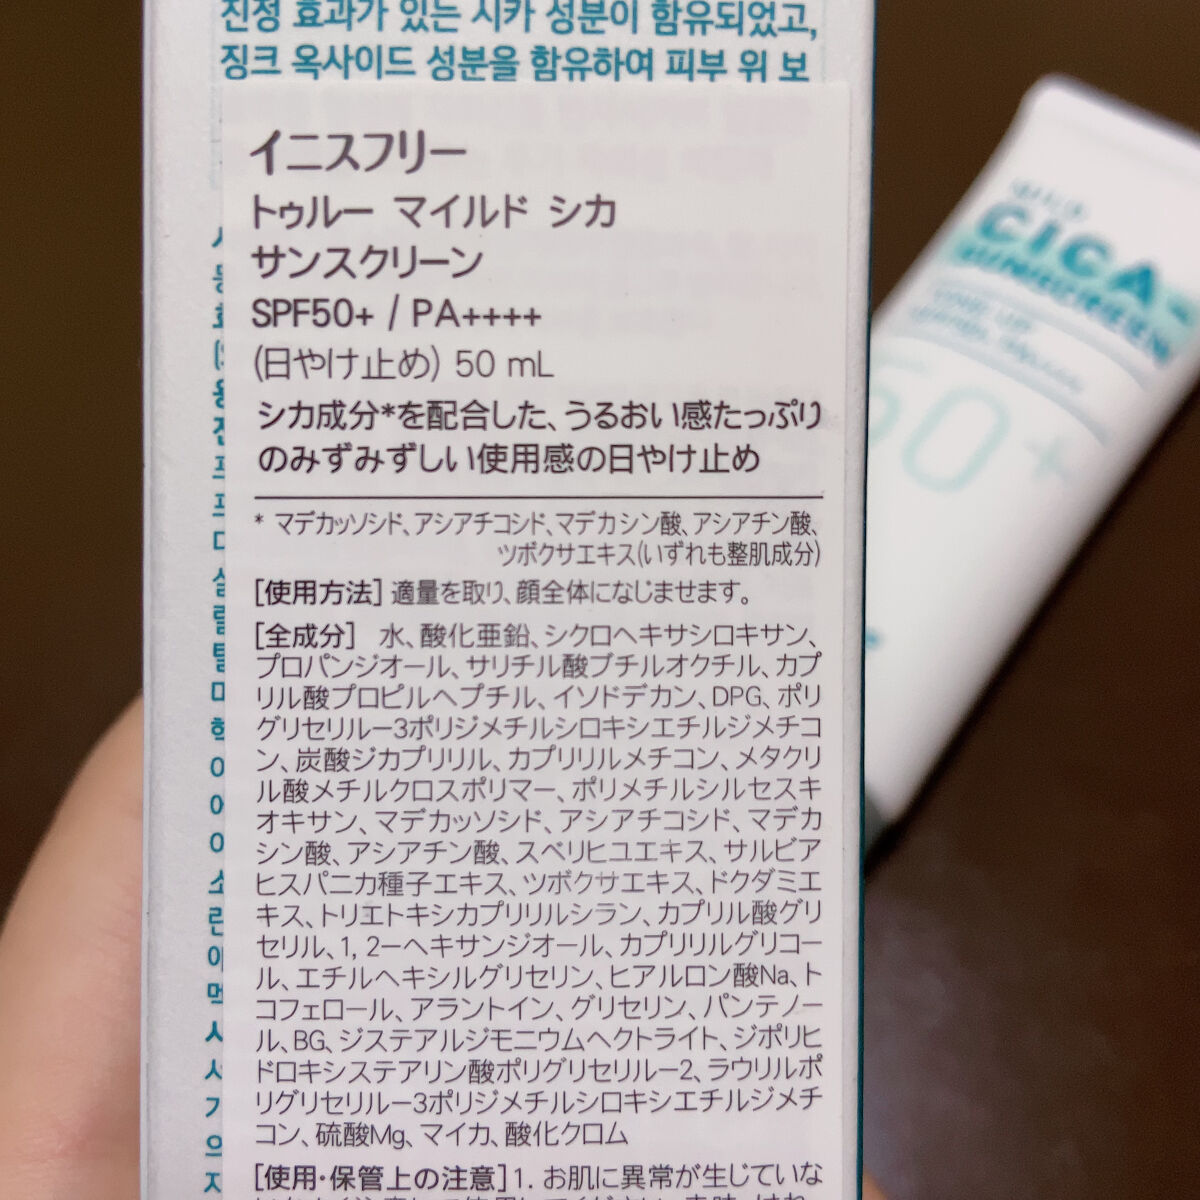 진정 효과가 있는 시카 성분이 함유되었고,
징크 옥사이드 성분을 함유하여 피부 위 보
イニスフリー
トゥルー マイルド シカ
サンスクリーン
SPF50+ / PA++++
(日やけ止め) 50 mL
シカ成分*を配合した、うるおい感たっぷり
のみずみずしい使用感の日やけ止め
* マデカッソシド、アシアチコシド、マデカシン酸、アシアチン酸、
ツボクサエキス(いずれも整肌成分)
[使用方法] 適量を取り、顔全体になじませます。
[全成分] 水、酸化亜鉛、シクロヘキサシロキサン、
プロパンジオール、サリチル酸ブチルオクチル、カプ
リル酸プロピルヘプチル、イソドデカン、DPG、ポリ
グリセリルー3ポリジメチルシロキシエチルジメチコ
ン、炭酸ジカプリリル、カプリリルメチコン、メタクリ
ル酸メチルクロスポリマー、ポリメチルシルセスキ
オキサン、マデカッソシド、アシアチコシド、マデカ
シン酸、アシアチン酸、スベリヒユエキス、サルビア
ヒスパニカ種子エキス、ツボクサエキス、ドクダミエ
キス、トリエトキシカプリリルシラン、カプリル酸グリ
セリル、1, 2ーヘキサンジオール、カプリリルグリコー
ル、エチルヘキシルグリセリン、ヒアルロン酸Na、ト
コフェロール、アラントイン、グリセリン、パンテノー
ル、BG、ジステアルジモニウムヘクトライト、ジポリヒ
ドロキシステアリン酸ポリグリセリルー2、ラウリルポ
リグリセリルー3ポリジメチルシロキシエチルジメチ
コン、硫酸Mg、マイカ、酸化クロム
[使用・保管上の注意] 1. お肌に異常が生じていな
CICA
SUNSCREEN
50+